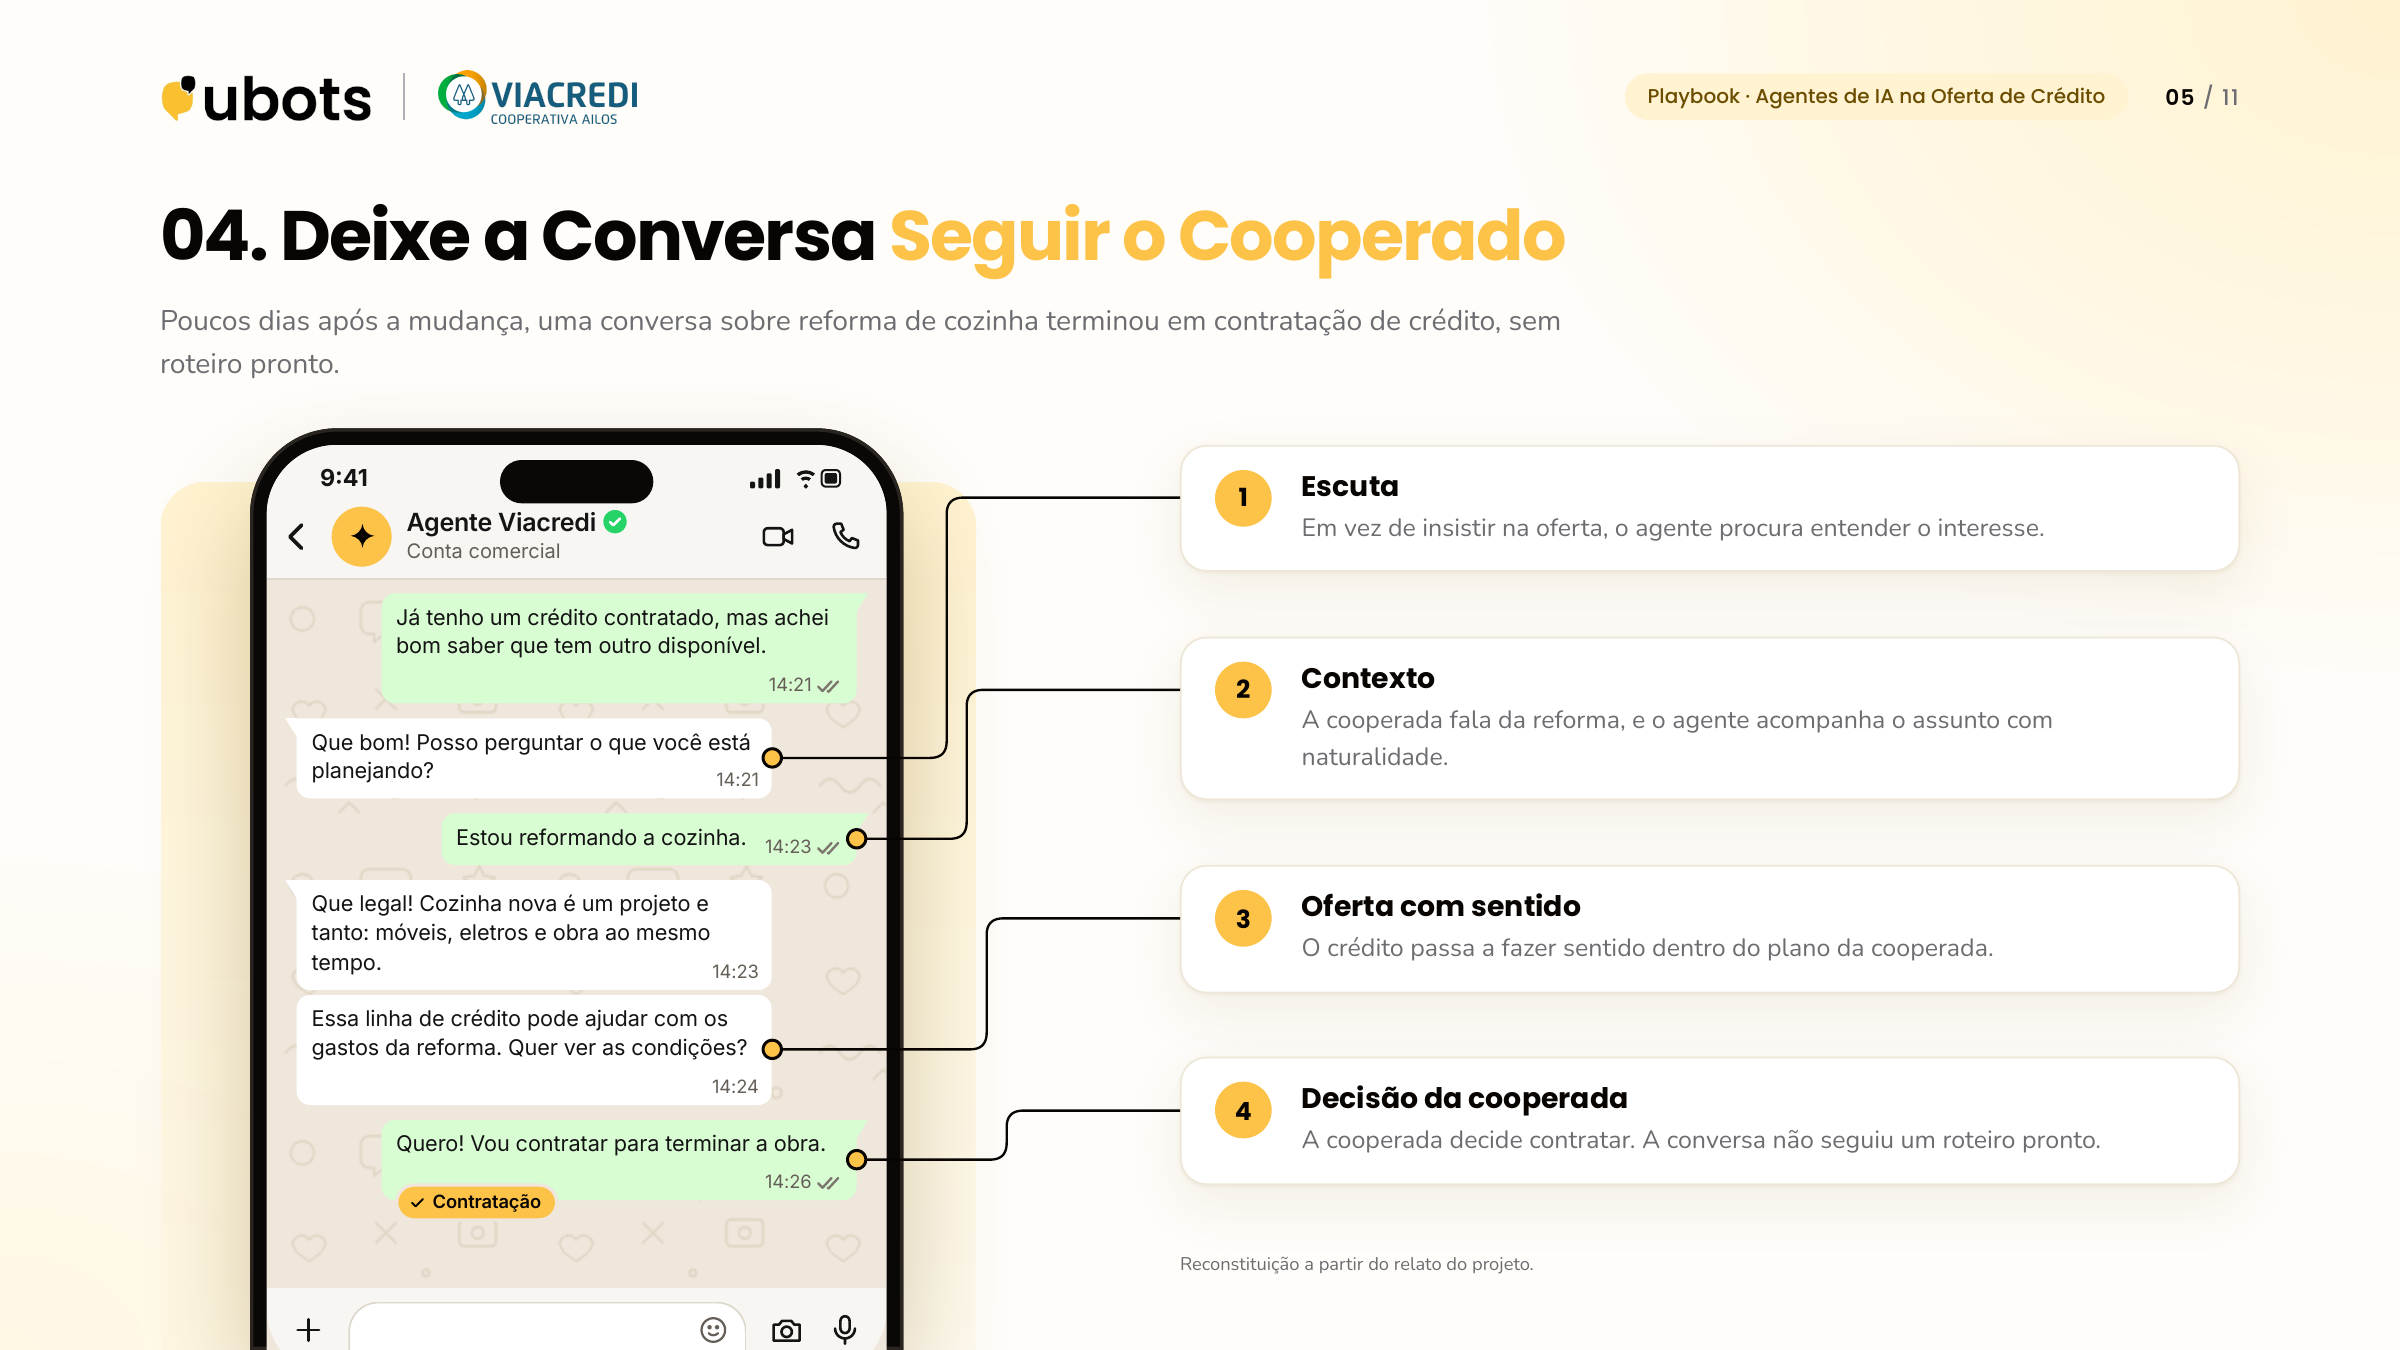 ubots
VIACREDI
COOPERATIVA AILOS
Playbook · Agentes de IA na Oferta de Crédito
05 / 11
04. Deixe a Conversa Seguir o Cooperado
Poucos dias após a mudança, uma conversa sobre reforma de cozinha terminou em contratação de crédito, sem
roteiro pronto.
9:41
Agente Viacredi
Conta comercial
Já tenho um crédito contratado, mas achei
bom saber que tem outro disponível.
14:21
Que bom! Posso perguntar o que você está
planejando?
14:21
Estou reformando a cozinha.
14:23
Que legal! Cozinha nova é um projeto e
tanto: móveis, eletros e obra ao mesmo
tempo.
14:23
Essa linha de crédito pode ajudar com os
gastos da reforma. Quer ver as condições?
14:24
Quero! Vou contratar para terminar a obra.
14:26
Contratação
1
Escuta
Em vez de insistir na oferta, o agente procura entender o interesse.
2
Contexto
A cooperada fala da reforma, e o agente acompanha o assunto com
naturalidade.
3
Oferta com sentido
O crédito passa a fazer sentido dentro do plano da cooperada.
4
Decisão da cooperada
A cooperada decide contratar. A conversa não seguiu um roteiro pronto.
Reconstituição a partir do relato do projeto.